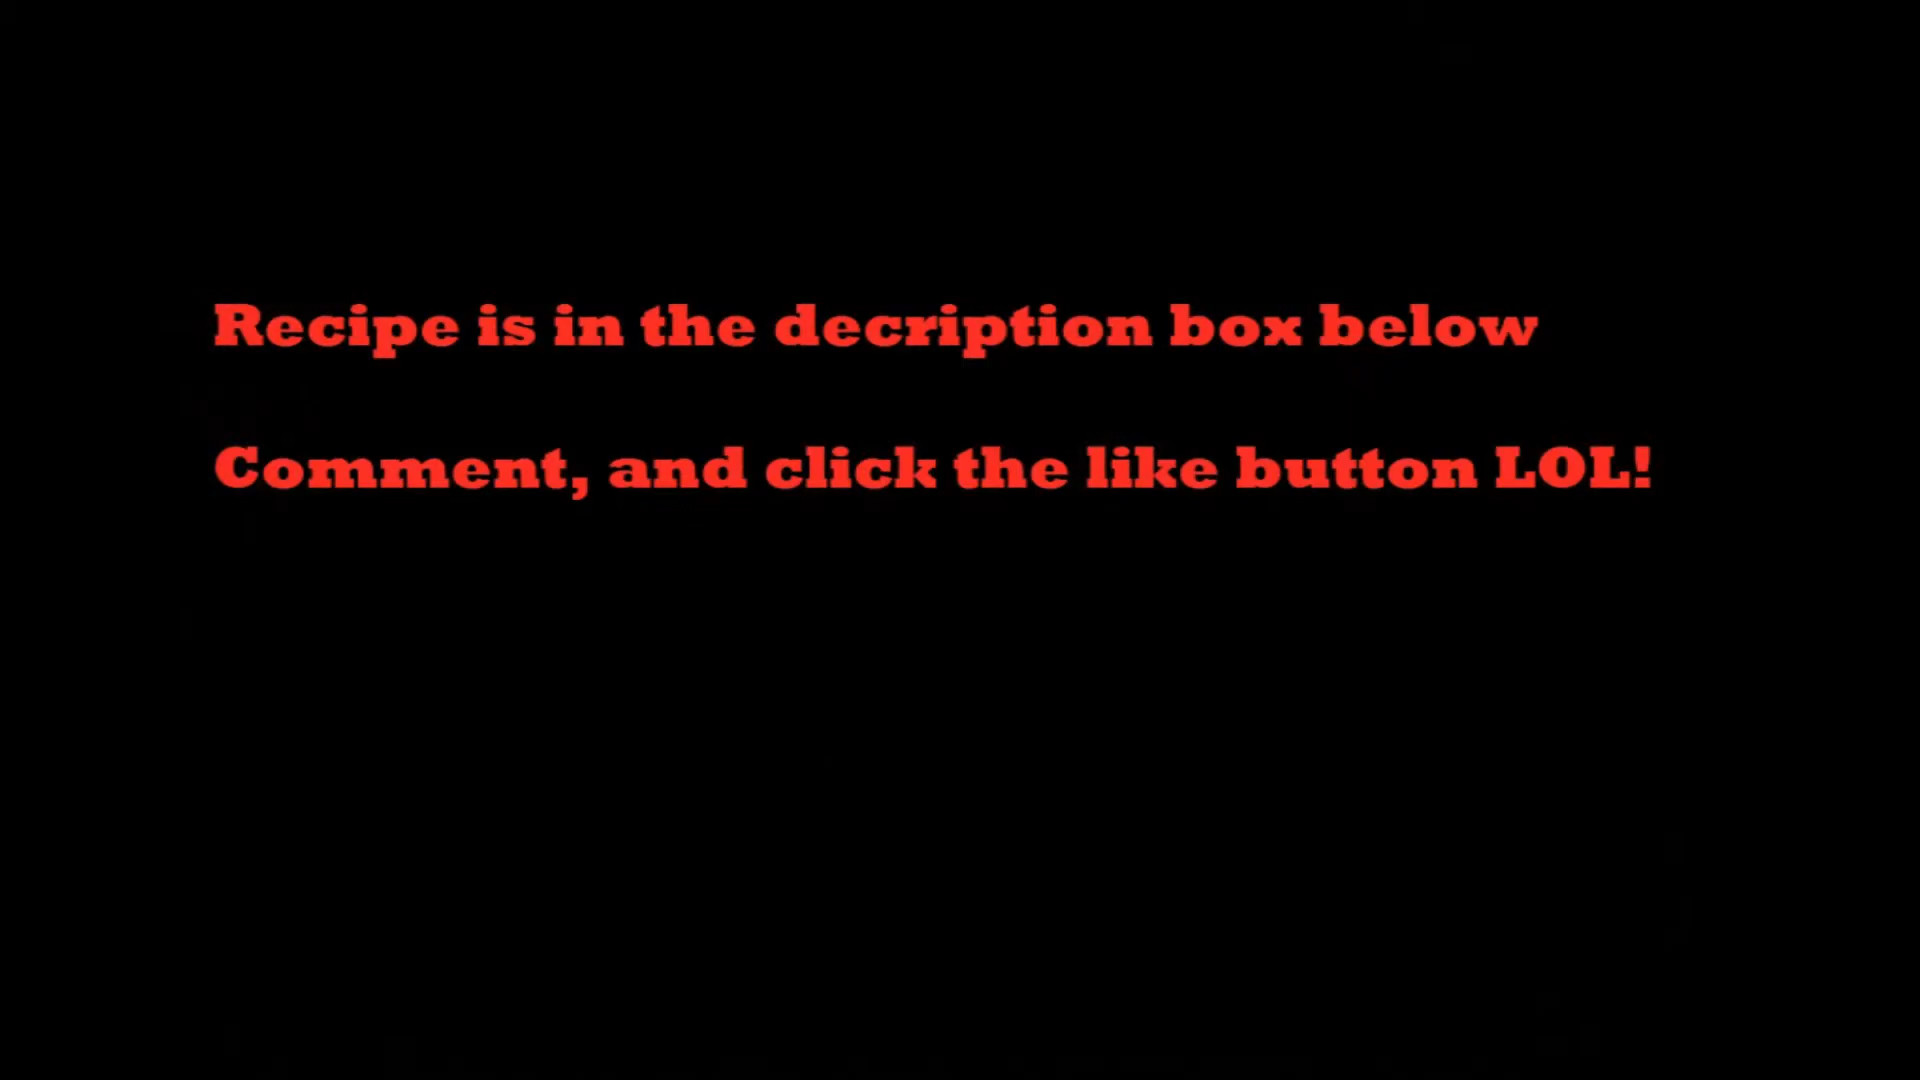 Recipe is in the decription box below
Comment, and click the like button LOL!